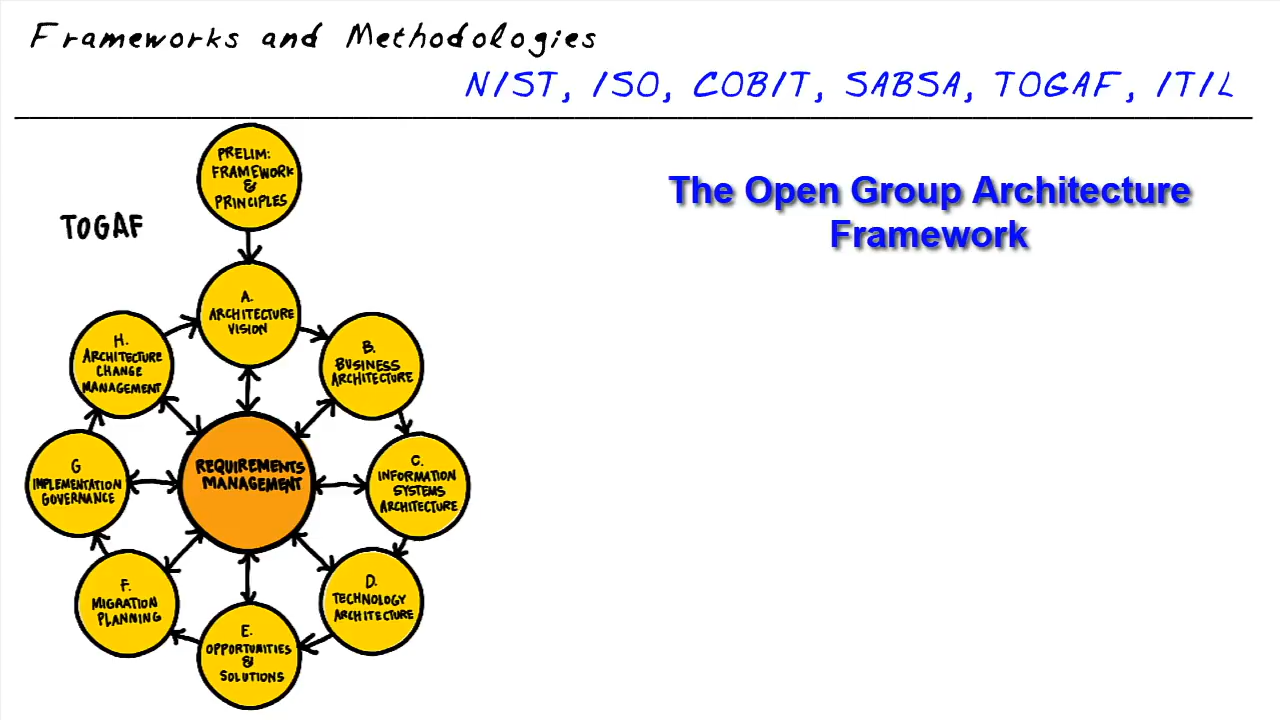 Frameworks and Methodologies
NIST, ISO, COBIT, SABSA, TOGAF, ITIL
The Open Group Architecture
Framework
TOGAF
PRELIM:
FRAMEWORK
&
PRINCIPLES
A.
ARCHITECTURE
VISION
B.
BUSINESS
ARCHITECTURE
C.
INFORMATION
SYSTEMS
ARCHITECTURE
D.
TECHNOLOGY
ARCHITECTURE
E.
OPPORTUNITIES
&
SOLUTIONS
F.
MIGRATION
PLANNING
G
IMPLEMENTATION
GOVERNANCE
H.
ARCHITECTURE
CHANGE
MANAGEMENT
REQUIREMENTS
MANAGEMENT